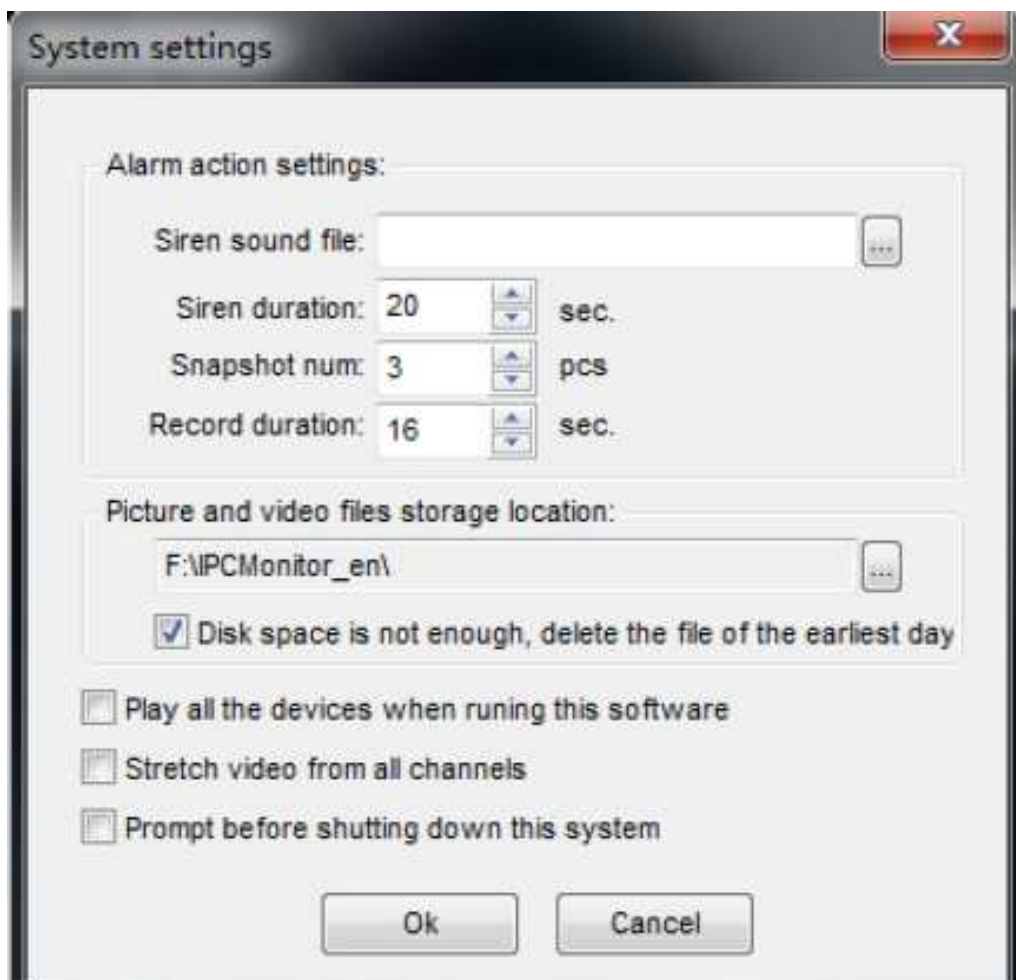 System settings
Alarm action settings:
Siren sound file:
...
Siren duration: 20 sec.
Snapshot num: 3 pcs
Record duration: 16 sec.
Picture and video files storage location:
F:\IPCMonitor_en\
...
Disk space is not enough, delete the file of the earliest day
Play all the devices when runing this software
Stretch video from all channels
Prompt before shutting down this system
Ok Cancel